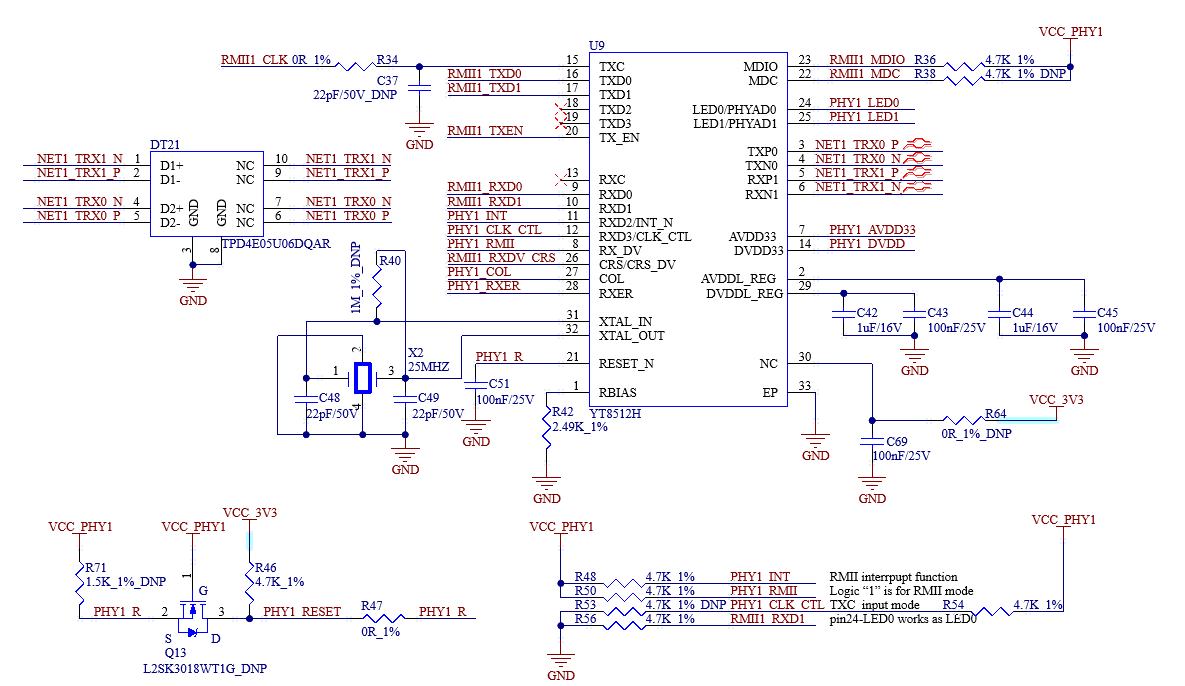 VCC_PHY1
U9
RMII1_CLK 0R_1% R34
15 TXC
MDIO 23 RMII1_MDIO R36 4.7K_1%
RMII1_TXD0 16 TXD0
MDC 22 RMII1_MDC R38 4.7K_1%_DNP
C37
22pF/50V_DNP
RMII1_TXD1 17 TXD1
18 TXD2
LED0/PHYAD0 24 PHY1_LED0
19 TXD3
LED1/PHYAD1 25 PHY1_LED1
RMII1_TXEN 20 TX_EN
GND
DT21
TXP0 3 NET1_TRX0_P
NET1_TRX1_N 1 D1+ NC 10 NET1_TRX1_N
TXN0 4 NET1_TRX0_N
NET1_TRX1_P 2 D1- NC 9 NET1_TRX1_P
13 RXC
RXP1 5 NET1_TRX1_P
RMII1_RXD0 9 RXD0
RXN1 6 NET1_TRX1_N
NET1_TRX0_N 4 D2+ NC 7 NET1_TRX0_N
RMII1_RXD1 10 RXD1
NET1_TRX0_P 5 D2- NC 6 NET1_TRX0_P
GND GND
PHY1_INT 11 RXD2/INT_N
PHY1_CLK_CTL 12 RXD3/CLK_CTL
AVDD33 7 PHY1_AVDD33
3 8 TPD4E05U06DQAR
PHY1_RMII 8 RX_DV
DVDD33 14 PHY1_DVDD
RMII1_RXDV_CRS 26 CRS/CRS_DV
1M_1%_DNP R40
PHY1_COL 27 COL
AVDDL_REG 2
PHY1_RXER 28 RXER
DVDDL_REG 29
GND
C42
1uF/16V
C43
100nF/25V
C44
1uF/16V
C45
100nF/25V
31 XTAL_IN
32 XTAL_OUT
X2
25MHZ
2
1 3
4
PHY1_R 21 RESET_N
NC 30
GND
GND
C51
100nF/25V
1 RBIAS
EP 33
C48
22pF/50V
C49
22pF/50V
R42
2.49K_1%
YT8512H
VCC_3V3
R64
0R_1%_DNP
GND
GND
GND
C69
100nF/25V
GND
GND
VCC_PHY1
VCC_PHY1
VCC_3V3
VCC_PHY1
VCC_PHY1
R71
1.5K_1%_DNP
1
G
R46
4.7K_1%
R48 4.7K_1% PHY1_INT RMII interrpupt function
R50 4.7K_1% PHY1_RMII Logic “1” is for RMII mode
R53 4.7K_1%_DNP PHY1_CLK_CTL TXC input mode R54 4.7K_1%
R56 4.7K_1% RMII1_RXD1 pin24-LED0 works as LED0
PHY1_R 2 3 PHY1_RESET R47 PHY1_R
0R_1%
S D
Q13
L2SK3018WT1G_DNP
GND